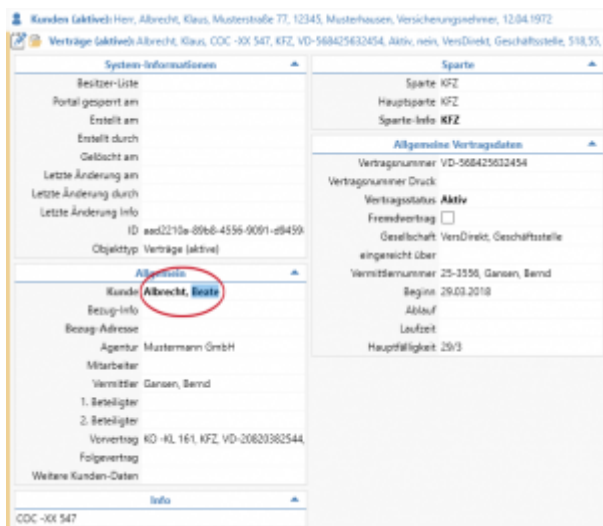 Kunden (aktive): Herr, Albrecht, Klaus, Musterstraße 77, 12345, Musterhausen, Versicherungsnehmer, 12.04.1972
Verträge (aktive): Albrecht, Klaus, COC -XX 547, KFZ, VD-568425632454, Aktiv, nein, VersDirekt, Geschäftsstelle, 518,55,
System-Informationen
Besitzer-Liste
Portal gesperrt am
Erstellt am
Erstellt durch
Gelöscht am
Letzte Änderung am
Letzte Änderung durch
Letzte Änderung Info
ID aad2210a-89b8-4556-9091-d9459
Objekttyp Verträge (aktive)
Allgemein
Kunde Albrecht, Beate
Bezug-Info
Bezug-Adresse
Agentur Mustermann GmbH
Mitarbeiter
Vermittler Gansen, Bernd
1. Beteiligter
2. Beteiligter
Vorvertrag KO -KL 161, KFZ, VD-20820382544,
Folgevertrag
Weitere Kunden-Daten
Info
COC -XX 547
Sparte
Sparte KFZ
Hauptsparte KFZ
Sparte-Info KFZ
Allgemeine Vertragsdaten
Vertragsnummer VD-568425632454
Vertragsnummer Druck
Vertragsstatus Aktiv
Fremdvertrag
Gesellschaft VersDirekt, Geschäftsstelle
eingereicht über
Vermittlernummer 25-3556, Gansen, Bernd
Beginn 29.03.2018
Ablauf
Laufzeit
Hauptfälligkeit 29/3